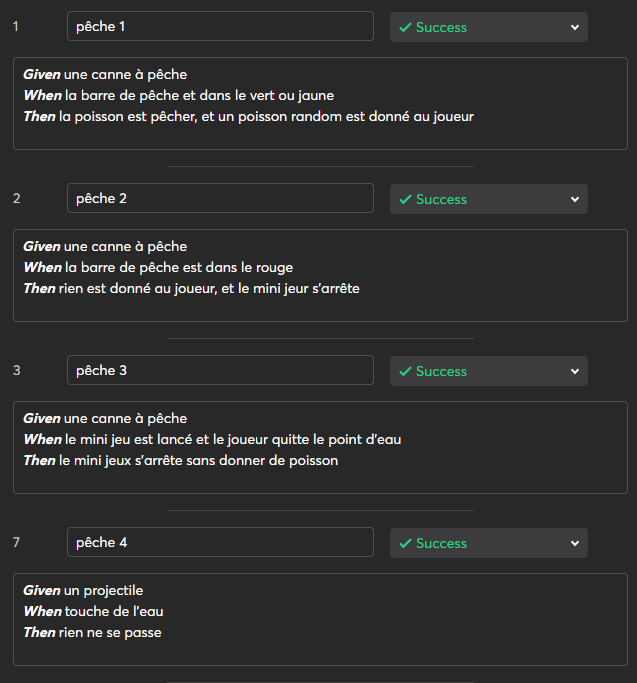 1 pêche 1 Success
Given une canne à pêche
When la barre de pêche et dans le vert ou jaune
Then la poisson est pêcher, et un poisson random est donné au joueur
2 pêche 2 Success
Given une canne à pêche
When la barre de pêche est dans le rouge
Then rien est donné au joueur, et le mini jeur s'arrête
3 pêche 3 Success
Given une canne à pêche
When le mini jeu est lancé et le joueur quitte le point d'eau
Then le mini jeux s'arrête sans donner de poisson
7 pêche 4 Success
Given un projectile
When touche de l'eau
Then rien ne se passe